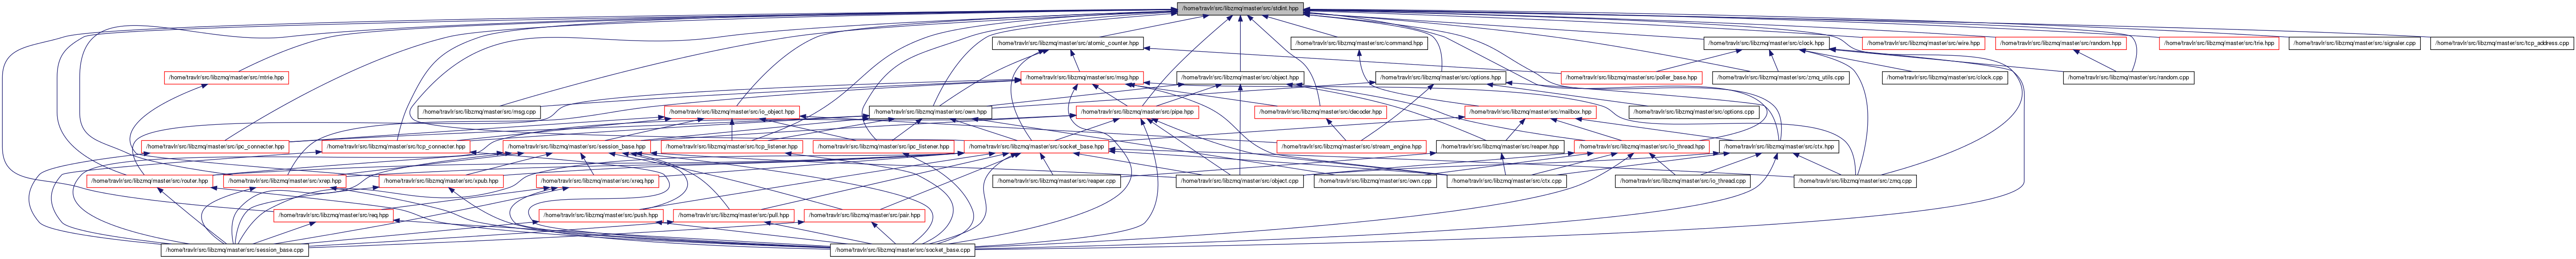 /home/travlr/src/libzmq/master/src/stdint.hpp
/home/travlr/src/libzmq/master/src/atomic_counter.hpp
/home/travlr/src/libzmq/master/src/command.hpp
/home/travlr/src/libzmq/master/src/clock.hpp
/home/travlr/src/libzmq/master/src/wire.hpp
/home/travlr/src/libzmq/master/src/random.hpp
/home/travlr/src/libzmq/master/src/trie.hpp
/home/travlr/src/libzmq/master/src/signaler.cpp
/home/travlr/src/libzmq/master/src/tcp_address.cpp
/home/travlr/src/libzmq/master/src/mtrie.hpp
/home/travlr/src/libzmq/master/src/msg.hpp
/home/travlr/src/libzmq/master/src/object.hpp
/home/travlr/src/libzmq/master/src/options.hpp
/home/travlr/src/libzmq/master/src/poller_base.hpp
/home/travlr/src/libzmq/master/src/zmq_utils.cpp
/home/travlr/src/libzmq/master/src/clock.cpp
/home/travlr/src/libzmq/master/src/random.cpp
/home/travlr/src/libzmq/master/src/msg.cpp
/home/travlr/src/libzmq/master/src/io_object.hpp
/home/travlr/src/libzmq/master/src/own.hpp
/home/travlr/src/libzmq/master/src/pipe.hpp
/home/travlr/src/libzmq/master/src/decoder.hpp
/home/travlr/src/libzmq/master/src/mailbox.hpp
/home/travlr/src/libzmq/master/src/options.cpp
/home/travlr/src/libzmq/master/src/ipc_connecter.hpp
/home/travlr/src/libzmq/master/src/tcp_connecter.hpp
/home/travlr/src/libzmq/master/src/session_base.hpp
/home/travlr/src/libzmq/master/src/tcp_listener.hpp
/home/travlr/src/libzmq/master/src/ipc_listener.hpp
/home/travlr/src/libzmq/master/src/socket_base.hpp
/home/travlr/src/libzmq/master/src/stream_engine.hpp
/home/travlr/src/libzmq/master/src/reaper.hpp
/home/travlr/src/libzmq/master/src/io_thread.hpp
/home/travlr/src/libzmq/master/src/ctx.hpp
/home/travlr/src/libzmq/master/src/router.hpp
/home/travlr/src/libzmq/master/src/xrep.hpp
/home/travlr/src/libzmq/master/src/xpub.hpp
/home/travlr/src/libzmq/master/src/xreq.hpp
/home/travlr/src/libzmq/master/src/reaper.cpp
/home/travlr/src/libzmq/master/src/object.cpp
/home/travlr/src/libzmq/master/src/own.cpp
/home/travlr/src/libzmq/master/src/ctx.cpp
/home/travlr/src/libzmq/master/src/io_thread.cpp
/home/travlr/src/libzmq/master/src/zmq.cpp
/home/travlr/src/libzmq/master/src/req.hpp
/home/travlr/src/libzmq/master/src/push.hpp
/home/travlr/src/libzmq/master/src/pull.hpp
/home/travlr/src/libzmq/master/src/pair.hpp
/home/travlr/src/libzmq/master/src/session_base.cpp
/home/travlr/src/libzmq/master/src/socket_base.cpp